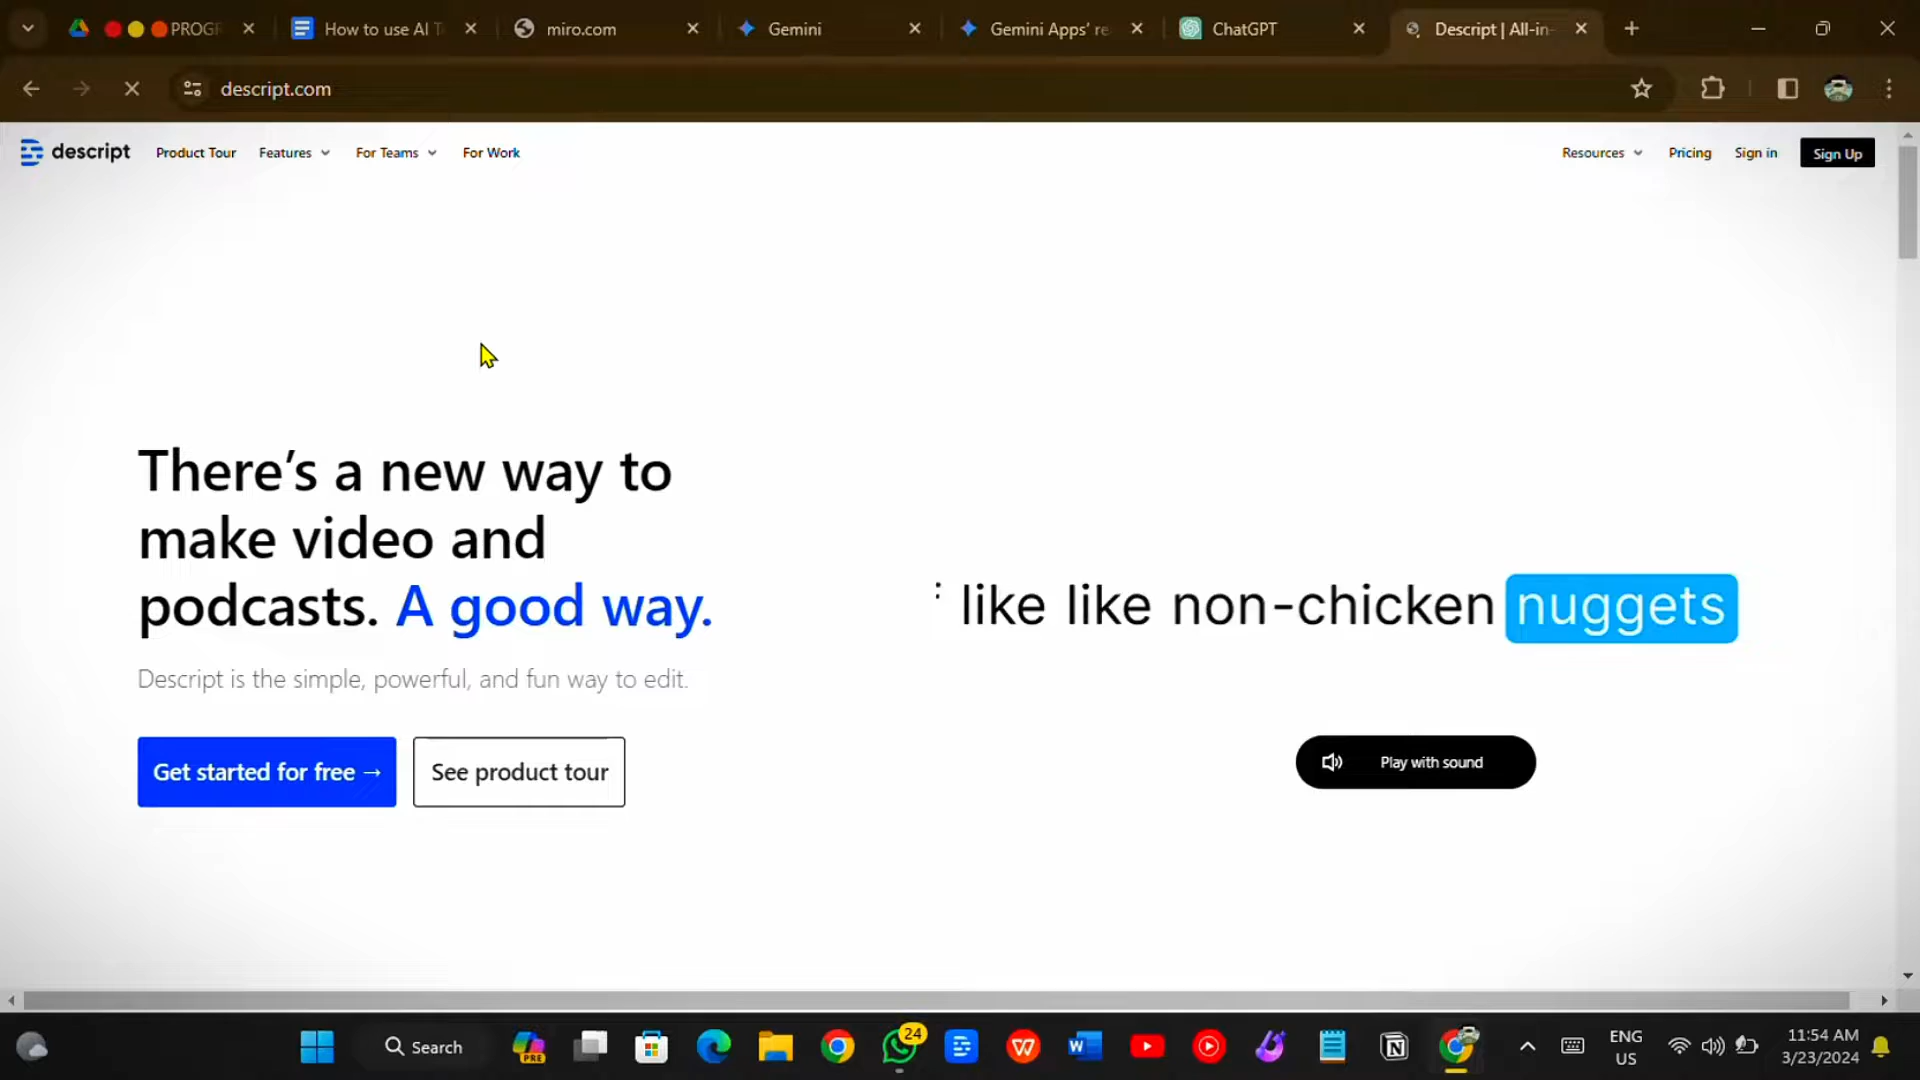 PROGR
How to use AI T
miro.com
Gemini
Gemini Apps' re
ChatGPT
Descript | All-in-
descript.com
descript
Product Tour
Features
For Teams
For Work
Resources
Pricing
Sign in
Sign Up
There's a new way to
make video and
podcasts. A good way.
Descript is the simple, powerful, and fun way to edit.
like like non-chicken nuggets
Get started for free →
See product tour
Play with sound
Search
PRE
24
W
W
N
ENG
US
11:54 AM
3/23/2024